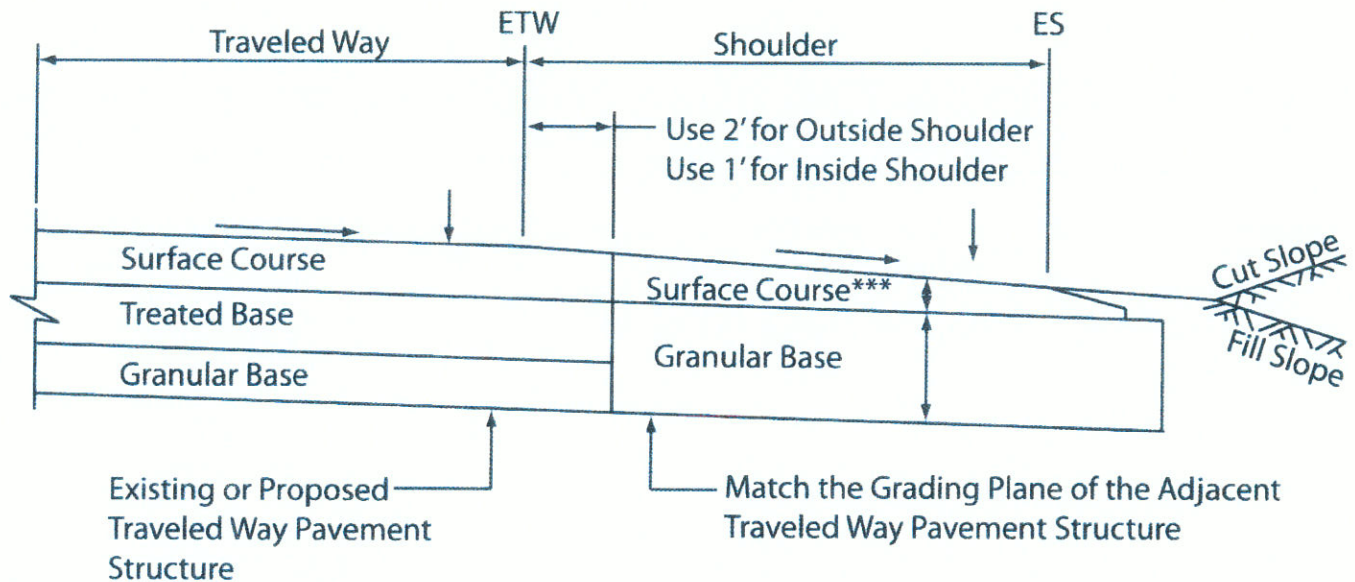 ETW
ES
Traveled Way
Shoulder
Use 2' for Outside Shoulder
Use 1' for Inside Shoulder
Surface Course
Surface Course***
Treated Base
Granular Base
Granular Base
Cut Slope
Fill Slope
Existing or Proposed
Traveled Way Pavement
Structure
Match the Grading Plane of the Adjacent
Traveled Way Pavement Structure